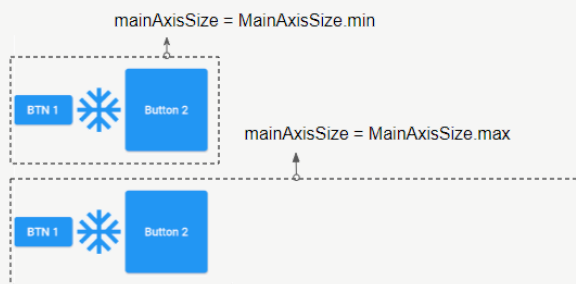 mainAxisSize = MainAxisSize.min
BTN 1
Button 2
mainAxisSize = MainAxisSize.max
BTN 1
Button 2